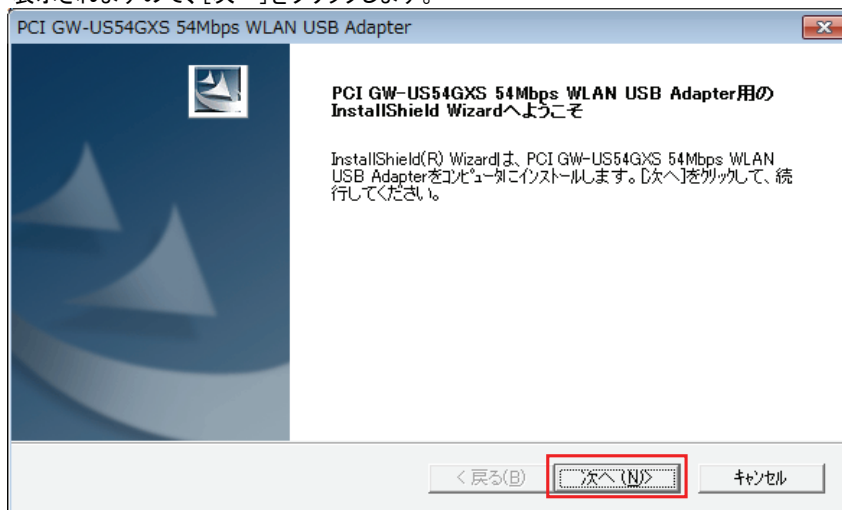 表示されますので、[次へ]をクリックします。
PCI GW-US54GXS 54Mbps WLAN USB Adapter
PCI GW-US54GXS 54Mbps WLAN USB Adapter用の
InstallShield Wizardへようこそ
InstallShield(R) Wizardは、PCI GW-US54GXS 54Mbps WLAN
USB Adapterをコンピュータにインストールします。[次へ]をクリックして、続
行してください。
< 戻る(B) 次へ(N)> キャンセル